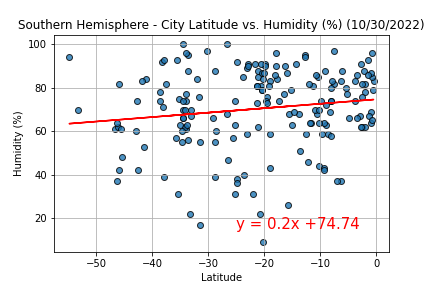 Southern Hemisphere - City Latitude vs. Humidity (%) (10/30/2022)
100
80
60
40
20
Humidity (%)
y = 0.2x +74.74
−50
−40
−30
−20
−10
0
Latitude